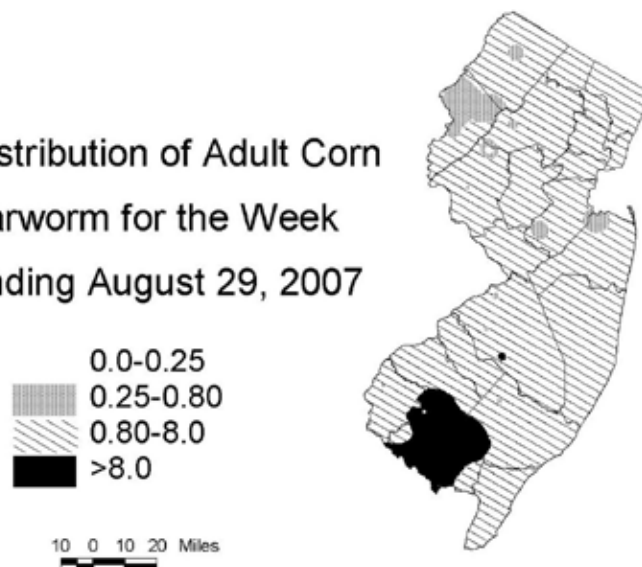 stribution of Adult Corn
arworm for the Week
nding August 29, 2007
0.0-0.25
0.25-0.80
0.80-8.0
>8.0
10 0 10 20 Miles